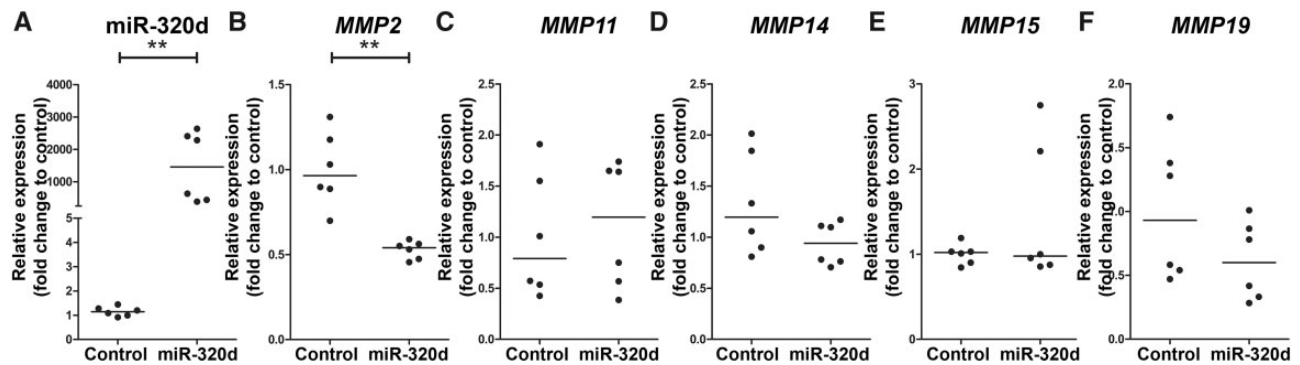 A miR-320d B MMP2 C MMP11 D MMP14 E MMP15 F MMP19
** **
Relative expression
(fold change to control)
4000
3000
2000
1000
5
4
3
2
1
0
Control miR-320d
Relative expression
(fold change to control)
1.5
1.0
0.5
0.0
Control miR-320d
Relative expression
(fold change to control)
2.5
2.0
1.5
1.0
0.5
0.0
Control miR-320d
Relative expression
(fold change to control)
2.5
2.0
1.5
1.0
0.5
0.0
Control miR-320d
Relative expression
(fold change to control)
3
2
1
0
Control miR-320d
Relative expression
(fold change to control)
2.0
1.5
1.0
0.5
0.0
Control miR-320d